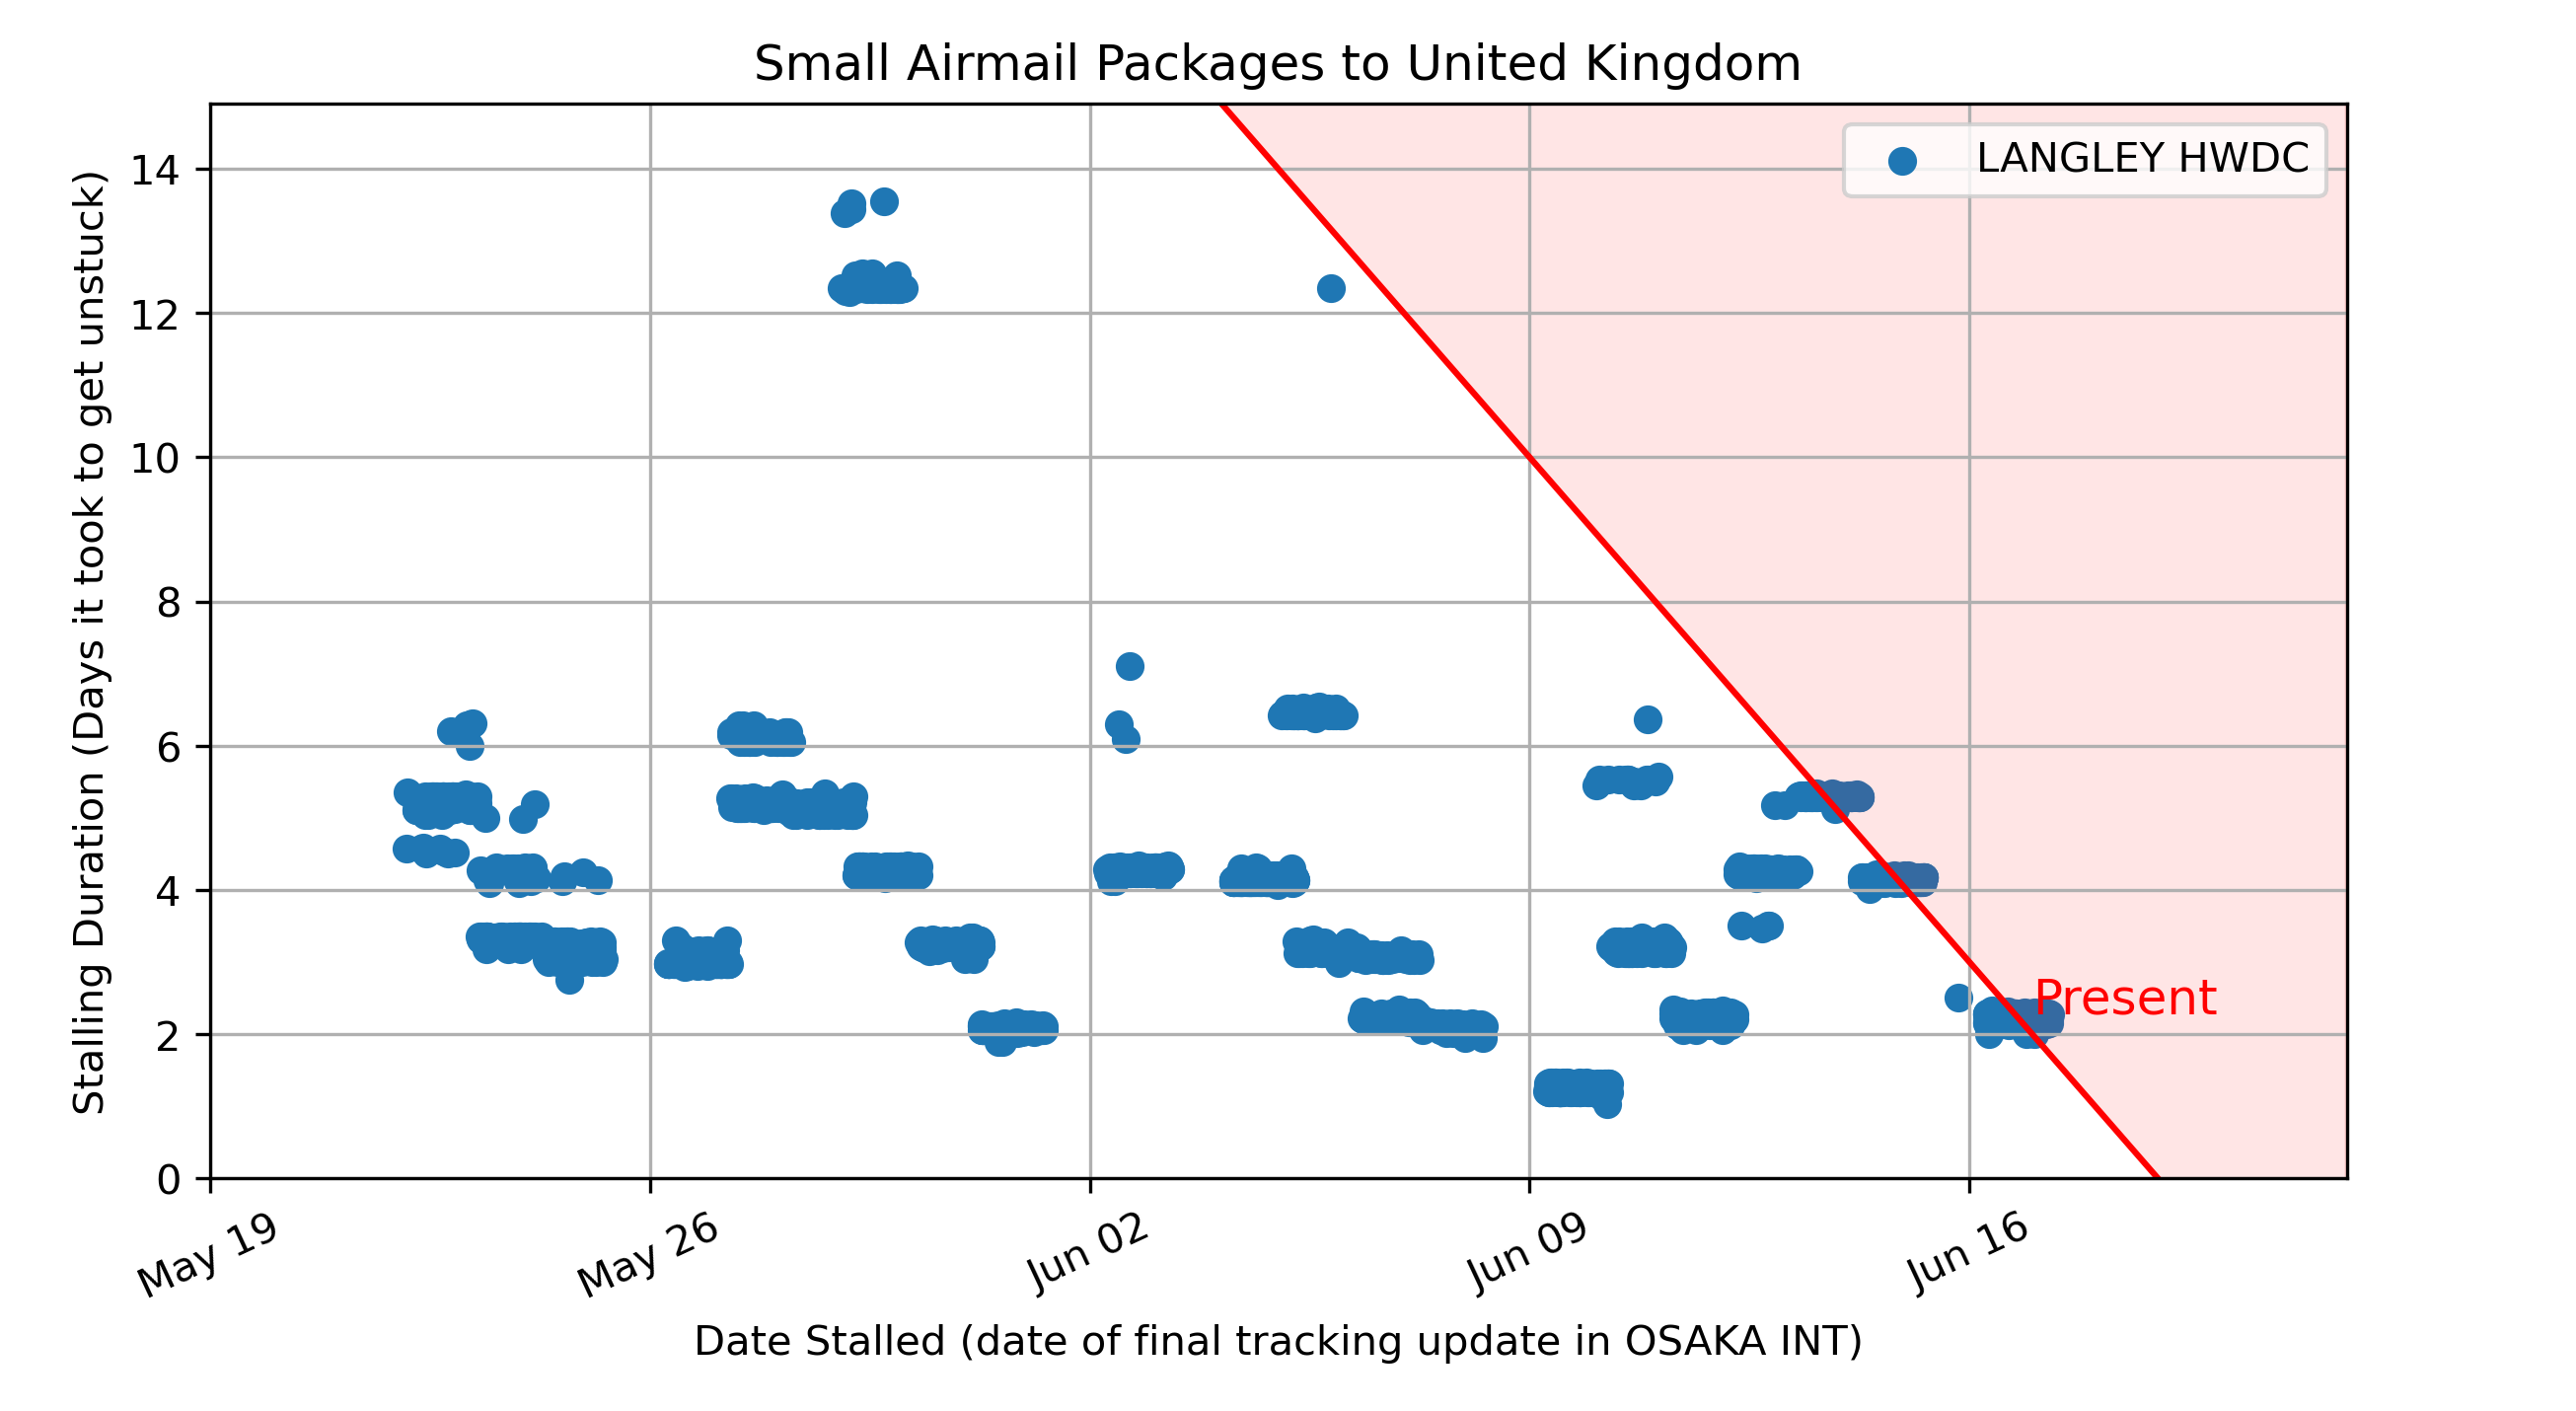 Small Airmail Packages to United Kingdom
LANGLEY HWDC
Stalling Duration (Days it took to get unstuck)
14
12
10
8
6
4
2
0
Present
May 19
May 26
Jun 02
Jun 09
Jun 16
Date Stalled (date of final tracking update in OSAKA INT)